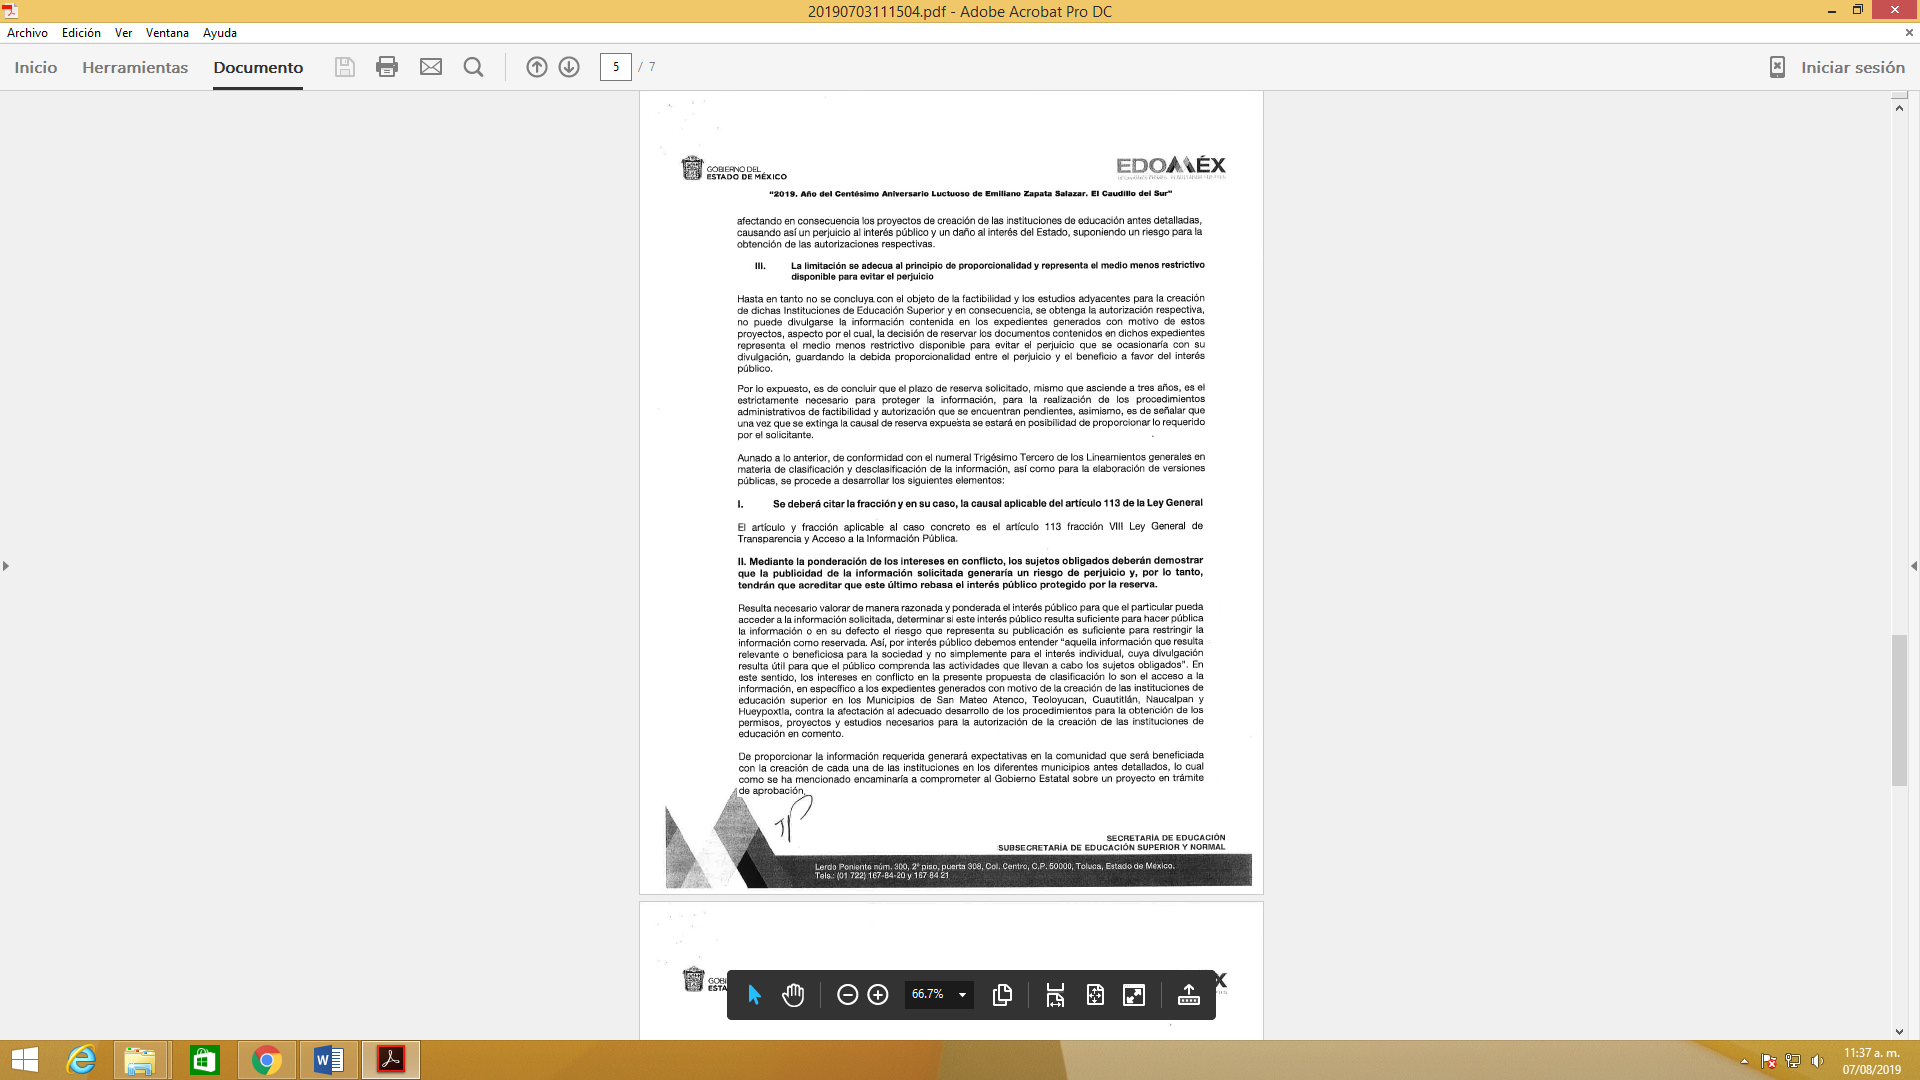 20190703111504.pdf - Adobe Acrobat Pro DC
Archivo Edición Ver Ventana Ayuda
Inicio Herramientas Documento 5 / 7 Iniciar sesión
GOBIERNO DEL
ESTADO DE MÉXICO
EDOMÉX
"2019. Año del Centésimo Aniversario Luctuoso de Emiliano Zapata Salazar. El Caudillo del Sur"
afectando en consecuencia los proyectos de creación de las instituciones de educación antes detalladas,
causando así un perjuicio al interés público y un daño al interés del Estado, suponiendo un riesgo para la
obtención de las autorizaciones respectivas.
III. La limitación se adecua al principio de proporcionalidad y representa el medio menos restrictivo
disponible para evitar el perjuicio
Hasta en tanto no se concluya con el objeto de la factibilidad y los estudios adyacentes para la creación
de dichas Instituciones de Educación Superior y en consecuencia, se obtenga la autorización respectiva,
no puede divulgarse la información contenida en los expedientes generados con motivo de estos
proyectos, aspecto por el cual, la decisión de reservar los documentos contenidos en dichos expedientes
representa el medio menos restrictivo disponible para evitar el perjuicio que se ocasionaría con su
divulgación, guardando la debida proporcionalidad entre el perjuicio y el beneficio a favor del interés
público.
Por lo expuesto, es de concluir que el plazo de reserva solicitado, mismo que asciende a tres años, es el
estrictamente necesario para proteger la información, para la realización de los procedimientos
administrativos de factibilidad y autorización que se encuentran pendientes, asimismo, es de señalar que
una vez que se extinga la causal de reserva expuesta se estará en posibilidad de proporcionar lo requerido
por el solicitante.
Aunado a lo anterior, de conformidad con el numeral Trigésimo Tercero de los Lineamientos generales en
materia de clasificación y desclasificación de la información, así como para la elaboración de versiones
públicas, se procede a desarrollar los siguientes elementos:
I. Se deberá citar la fracción y en su caso, la causal aplicable del artículo 113 de la Ley General
El artículo y fracción aplicable al caso concreto es el artículo 113 fracción VIII Ley General de
Transparencia y Acceso a la Información Pública.
II. Mediante la ponderación de los intereses en conflicto, los sujetos obligados deberán demostrar
que la publicidad de la información solicitada generaría un riesgo de perjuicio y, por lo tanto,
tendrán que acreditar que este último rebasa el interés público protegido por la reserva.
Resulta necesario valorar de manera razonada y ponderada el interés público para que el particular pueda
acceder a la información solicitada, determinar si este interés público resulta suficiente para hacer pública
la información o en su defecto el riesgo que representa su publicación es suficiente para restringir la
información como reservada. Así, por interés público debemos entender "aquella información que resulta
relevante o beneficiosa para la sociedad y no simplemente para el interés individual, cuya divulgación
resulta útil para que el público comprenda las actividades que llevan a cabo los sujetos obligados". En
este sentido, los intereses en conflicto en la presente propuesta de clasificación lo son el acceso a la
información, en específico a los expedientes generados con motivo de la creación de las instituciones de
educación superior en los Municipios de San Mateo Atenco, Teoloyucan, Cuautitlán, Naucalpan y
Hueypoxtla, contra la afectación al adecuado desarrollo de los procedimientos para la obtención de los
permisos, proyectos y estudios necesarios para la autorización de la creación de las instituciones de
educación en comento.
De proporcionar la información requerida generará expectativas en la comunidad que será beneficiada
con la creación de cada una de las instituciones en los diferentes municipios antes detallados, lo cual
como se ha mencionado encaminaría a comprometer al Gobierno Estatal sobre un proyecto en trámite
de aprobación.
SECRETARÍA DE EDUCACIÓN
SUBSECRETARÍA DE EDUCACIÓN SUPERIOR Y NORMAL
Lerdo Poniente núm. 300, 2º piso, puerta 308, Col. Centro, C.P. 50000, Toluca, Estado de México.
Tels.: (01 722) 167-84-20 y 167 84 21
66.7%
11:37 a. m.
07/08/2019